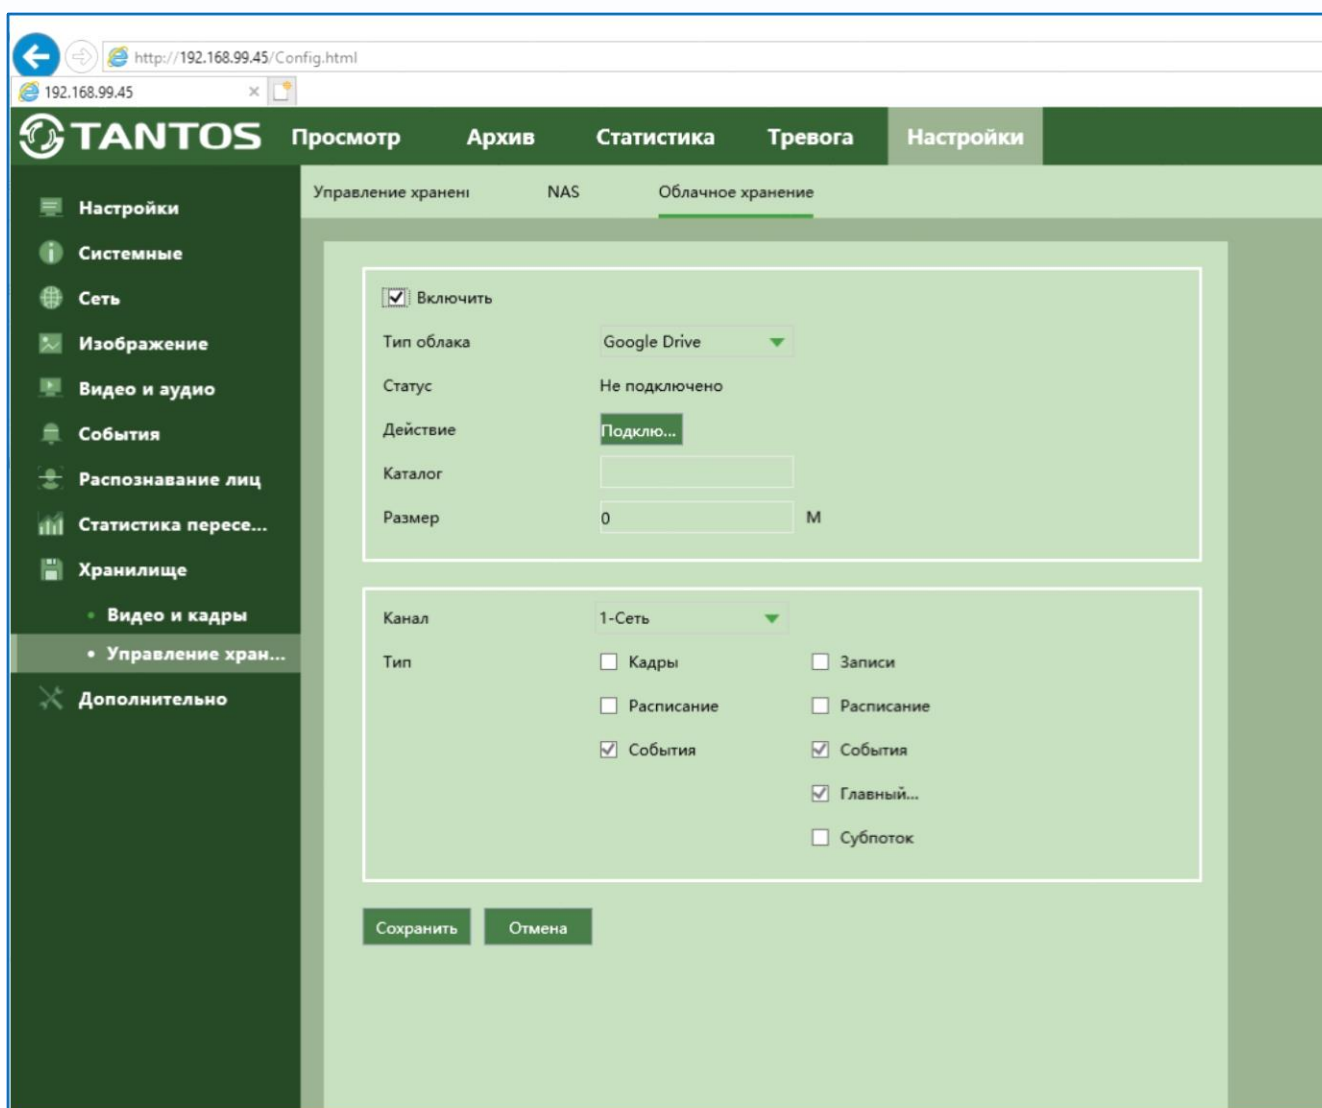 http://192.168.99.45/Config.html
192.168.99.45
TANTOS Просмотр Архив Статистика Тревога Настройки
Управление хранени NAS Облачное хранение
Настройки
Системные
Сеть
Изображение
Видео и аудио
События
Распознавание лиц
Статистика пересе...
Хранилище
Видео и кадры
Управление хран...
Дополнительно
Включить
Тип облака Google Drive
Статус Не подключено
Действие Подклю...
Каталог
Размер 0 М
Канал 1-Сеть
Тип Кадры Записи
Расписание Расписание
События События
Главный...
Субпоток
Сохранить Отмена